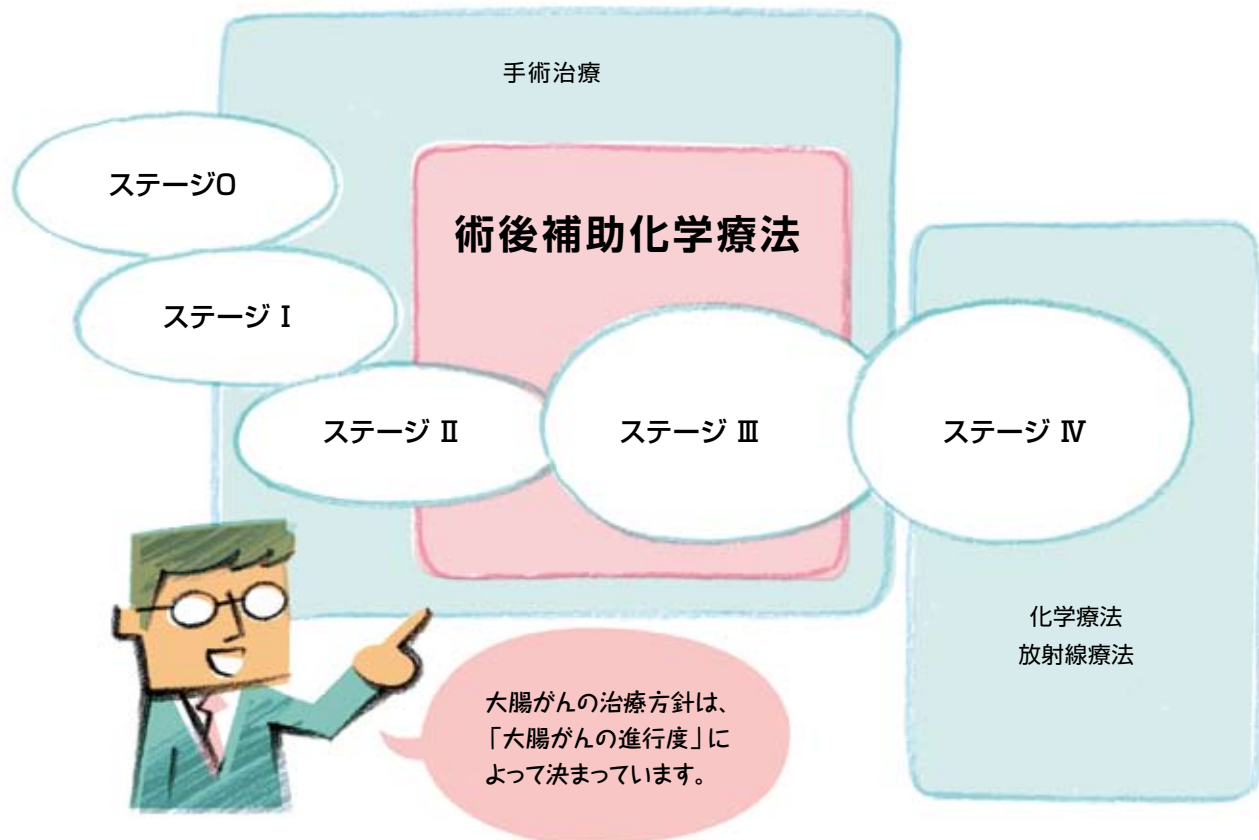 手術治療
ステージ0
術後補助化学療法
ステージ Ⅰ
ステージ Ⅱ
ステージ Ⅲ
ステージ Ⅳ
化学療法
放射線療法
大腸がんの治療方針は、
「大腸がんの進行度」に
よって決まっています。